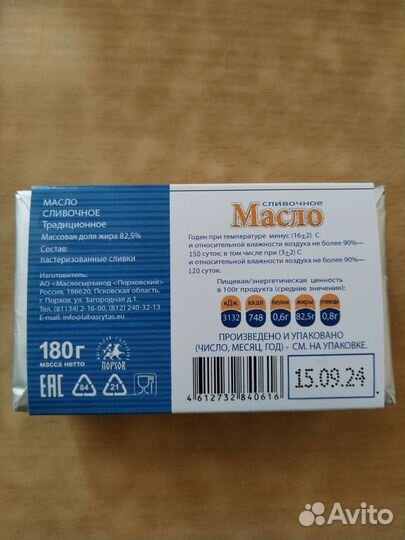 МАСЛО
СЛИВОЧНОЕ
Традиционное
Массовая доля жира 82,5%
СОСТАВ:
пастеризованные сливки
Изготовитель:
АО «Маслосырзавод «Порховский»
Россия, 186620, Псковская область,
г. Порхов, ул. Загородная д.1.
Тел. (81134) 2-16-00, (812) 240-32-13
E-mail: info@labasrytas.eu
180г
масса нетто
ПОРХОВ
EAC
84
21
СЛИВОЧНОЕ
Масло
Годен при температуре минус (16±2) С
и относительной влажности воздуха не более 90%—
150 суток; в том числе при (3±2) С
и относительной влажности воздуха не более 90%—
120 суток.
Пищевая/энергетическая ценность
в 100г продукта (средние значения):
кДж ккал белки жиры углеводы
3132 748 0,6г 82,5г 0,8г
ПРОИЗВЕДЕНО И УПАКОВАНО
(ЧИСЛО, МЕСЯЦ, ГОД) - СМ. НА УПАКОВКЕ.
15.09.24
4 612732 840616
Avito